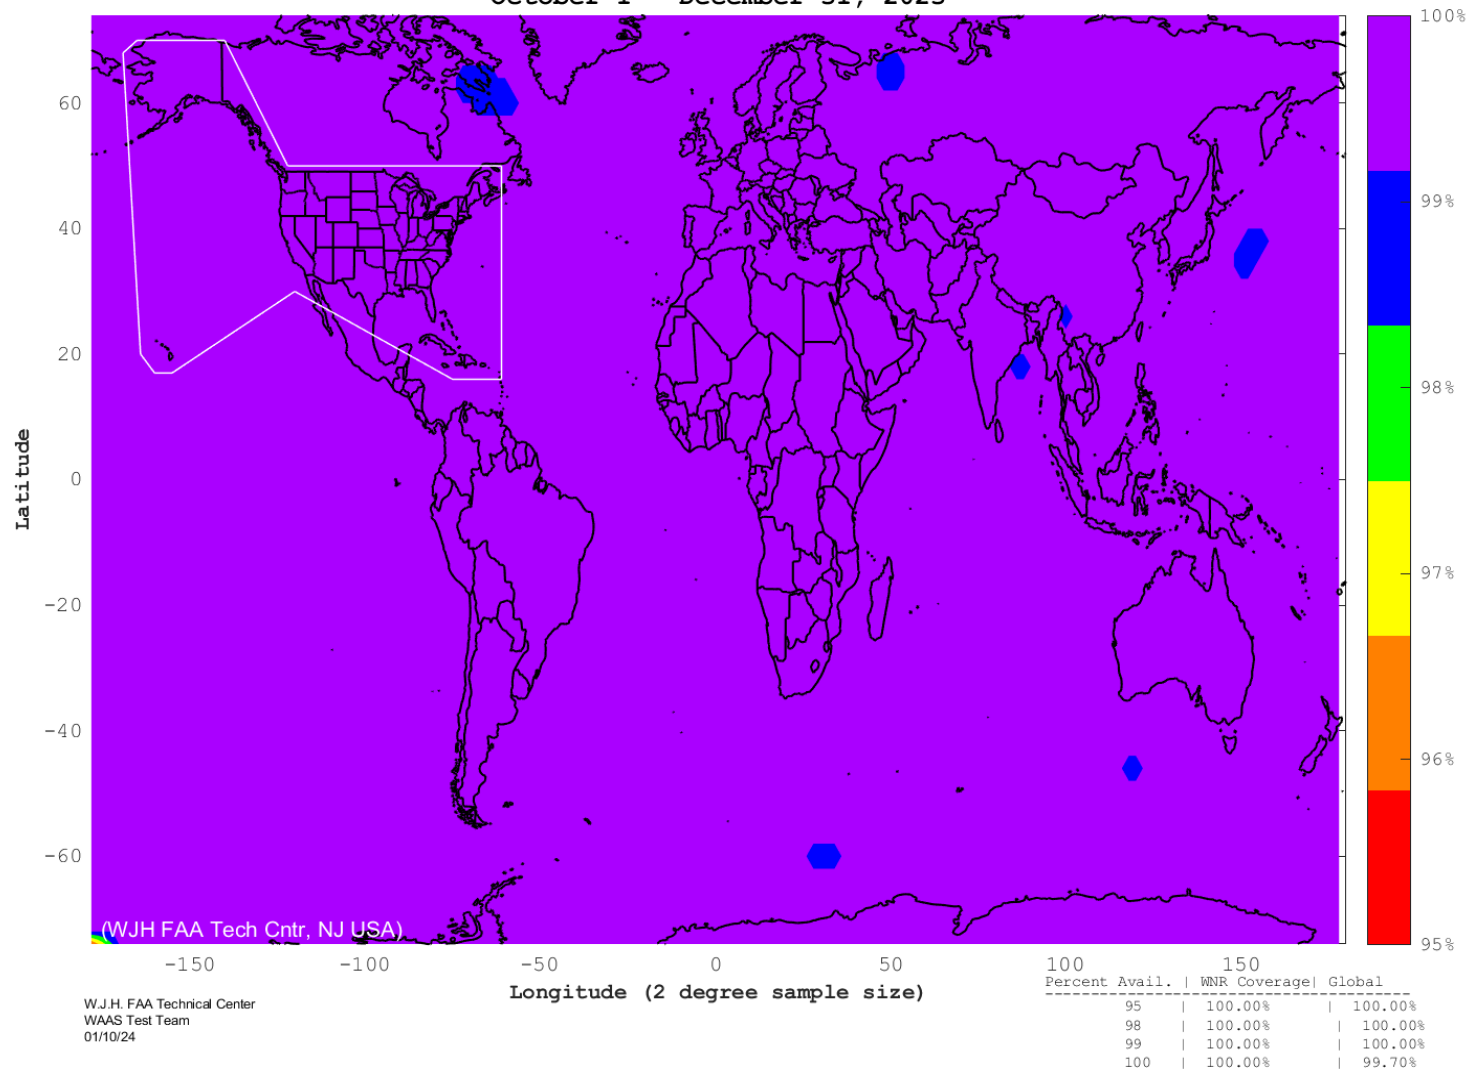 100%
60
99%
40
20
98%
Latitude
0
97%
-20
-40
96%
-60
(WJH FAA Tech Cntr, NJ USA)
95%
-150 -100 -50 0 50 100 150
Longitude (2 degree sample size)
Percent Avail. | WNR Coverage| Global
95 | 100.00% | 100.00%
98 | 100.00% | 100.00%
99 | 100.00% | 100.00%
100 | 100.00% | 99.70%
W.J.H. FAA Technical Center
WAAS Test Team
01/10/24